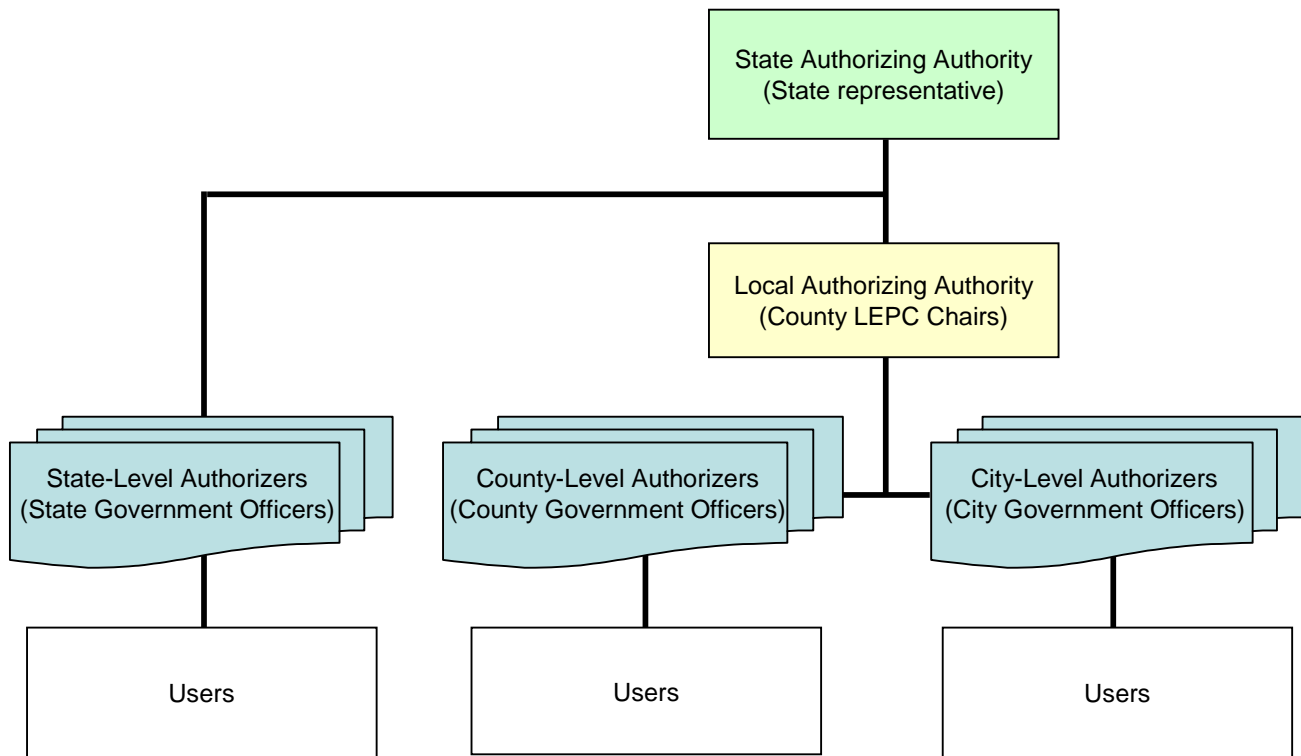 State Authorizing Authority
(State representative)
Local Authorizing Authority
(County LEPC Chairs)
State-Level Authorizers
(State Government Officers)
County-Level Authorizers
(County Government Officers)
City-Level Authorizers
(City Government Officers)
Users
Users
Users